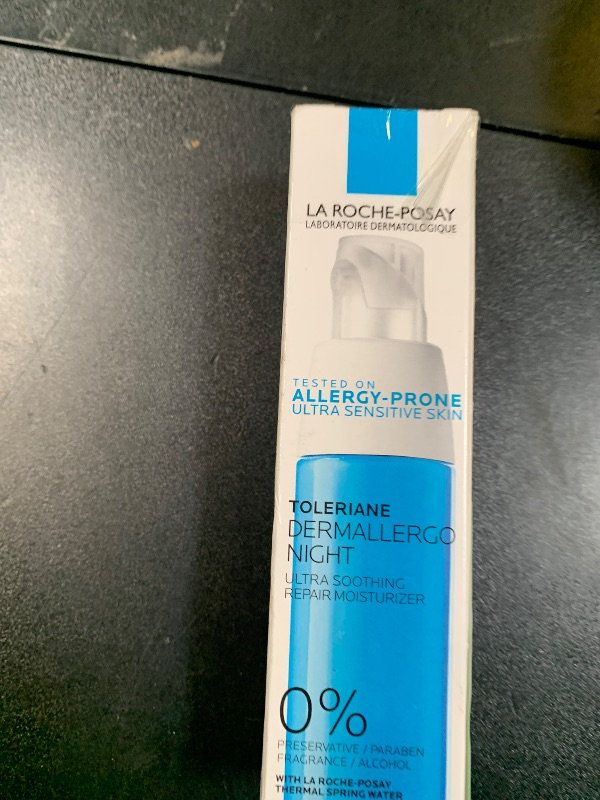 LA ROCHE-POSAY
LABORATOIRE DERMATOLOGIQUE
TESTED ON
ALLERGY-PRONE
ULTRA SENSITIVE SKIN
TOLERIANE
DERMALLERGO
NIGHT
ULTRA SOOTHING
REPAIR MOISTURIZER
0%
PRESERVATIVE / PARABEN
FRAGRANCE / ALCOHOL
WITH LA ROCHE-POSAY
THERMAL SPRING WATER